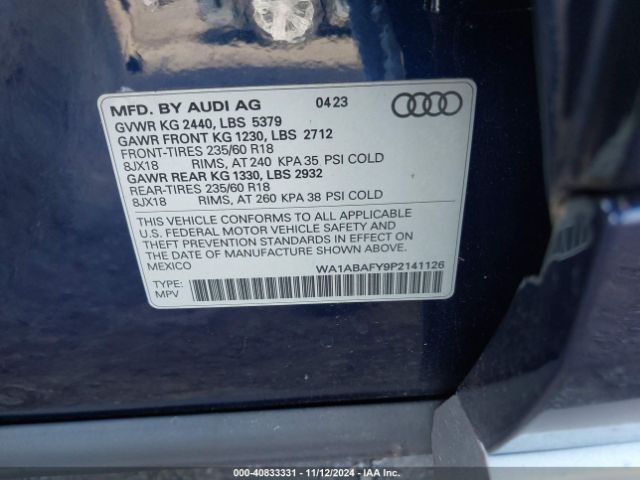 MFD. BY AUDI AG 04 23
GVWR KG 2440, LBS 5379
GAWR FRONT KG 1230, LBS 2712
FRONT-TIRES 235/60 R18
8JX18 RIMS, AT 240 KPA 35 PSI COLD
GAWR REAR KG 1330, LBS 2932
REAR-TIRES 235/60 R18
8JX18 RIMS, AT 260 KPA 38 PSI COLD
THIS VEHICLE CONFORMS TO ALL APPLICABLE
U.S. FEDERAL MOTOR VEHICLE SAFETY AND
THEFT PREVENTION STANDARDS IN EFFECT ON
THE DATE OF MANUFACTURE SHOWN ABOVE.
MEXICO WA1ABAFY9P2141126
TYPE:
MPV
000-40833331 - 11/12/2024 - IAAI.COM